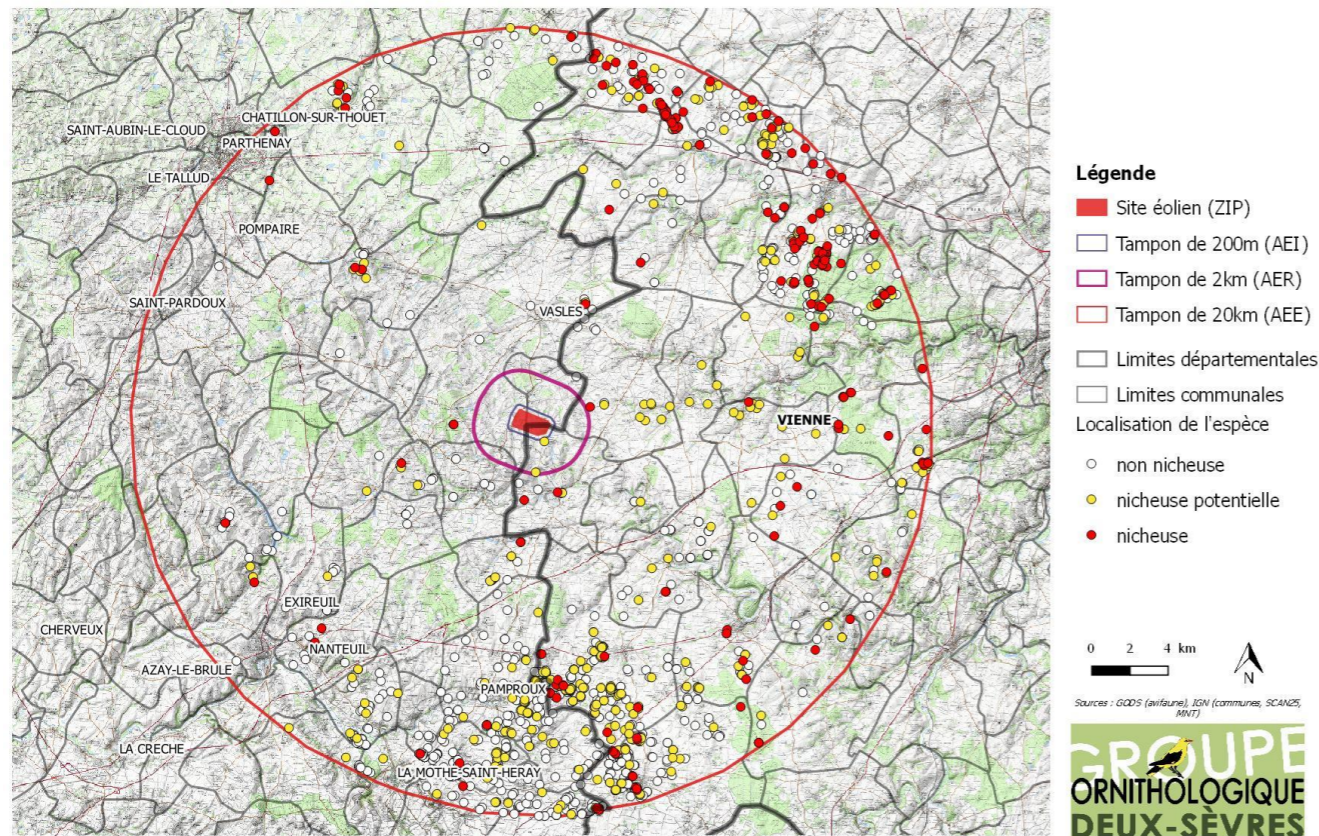 CHATILLON-SUR-THOUET
SAINT-AUBIN-LE-CLOUD
PARTHENAY
LE TALLUD
POMPAIRE
SAINT-PARDOUX
VASLES
VIENNE
EXIREUIL
CHERVEUX
NANTEUIL
AZAY-LE-BRULE
PAMPROUX
LA CRECHE
LA MOTHE-SAINT-HERAY
Légende
Site éolien (ZIP)
Tampon de 200m (AEI)
Tampon de 2km (AER)
Tampon de 20km (AEE)
Limites départementales
Limites communales
Localisation de l'espèce
non nicheuse
nicheuse potentielle
nicheuse
0 2 4 km
N
Sources : GODS (avifaune), IGN (communes, SCAN25,
MNT)
GROUPE
ORNITHOLOGIQUE
DEUX-SÈVRES